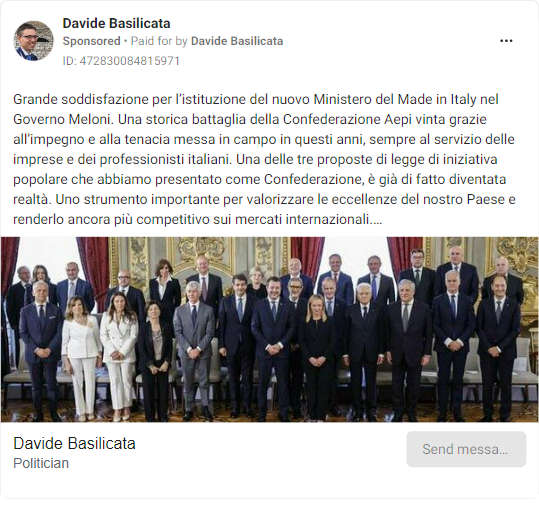 Davide Basilicata
Sponsored • Paid for by Davide Basilicata
ID: 472830084815971
Grande soddisfazione per l'istituzione del nuovo Ministero del Made in Italy nel
Governo Meloni. Una storica battaglia della Confederazione Aepi vinta grazie
all'impegno e alla tenacia messa in campo in questi anni, sempre al servizio delle
imprese e dei professionisti italiani. Una delle tre proposte di legge di iniziativa
popolare che abbiamo presentato come Confederazione, è già di fatto diventata
realtà. Uno strumento importante per valorizzare le eccellenze del nostro Paese e
renderlo ancora più competitivo sui mercati internazionali....
Davide Basilicata
Politician
Send messa...